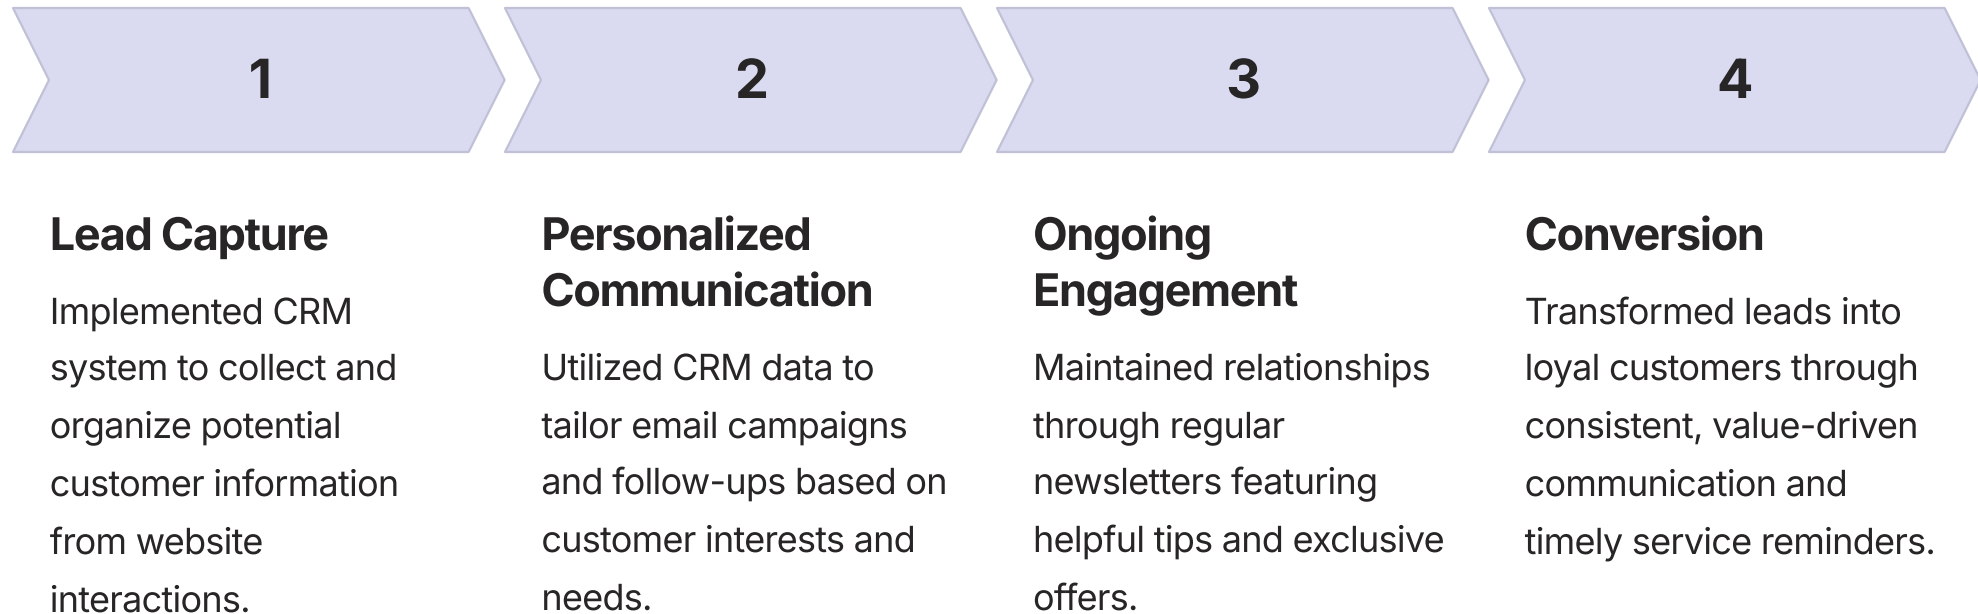 1
2
3
4
Lead Capture
Implemented CRM
system to collect and
organize potential
customer information
from website
interactions.
Personalized
Communication
Utilized CRM data to
tailor email campaigns
and follow-ups based on
customer interests and
needs.
Ongoing
Engagement
Maintained relationships
through regular
newsletters featuring
helpful tips and exclusive
offers.
Conversion
Transformed leads into
loyal customers through
consistent, value-driven
communication and
timely service reminders.